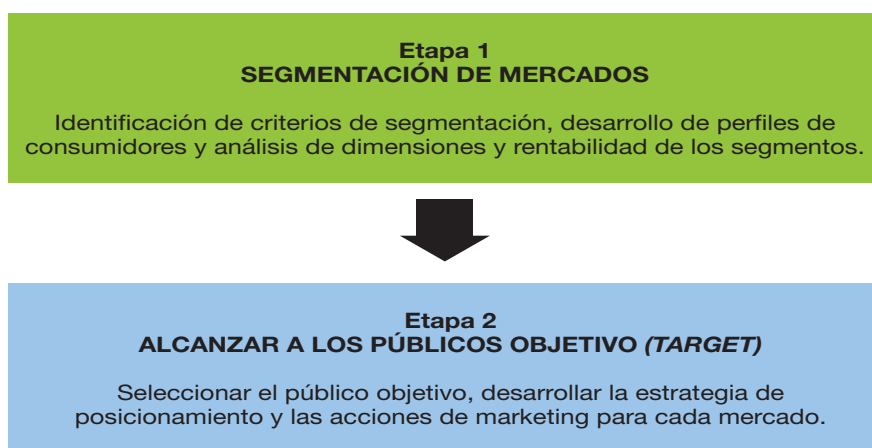 Etapa 1
SEGMENTACIÓN DE MERCADOS
Identificación de criterios de segmentación, desarrollo de perfiles de
consumidores y análisis de dimensiones y rentabilidad de los segmentos.
Etapa 2
ALCANZAR A LOS PÚBLICOS OBJETIVO (TARGET)
Seleccionar el público objetivo, desarrollar la estrategia de
posicionamiento y las acciones de marketing para cada mercado.